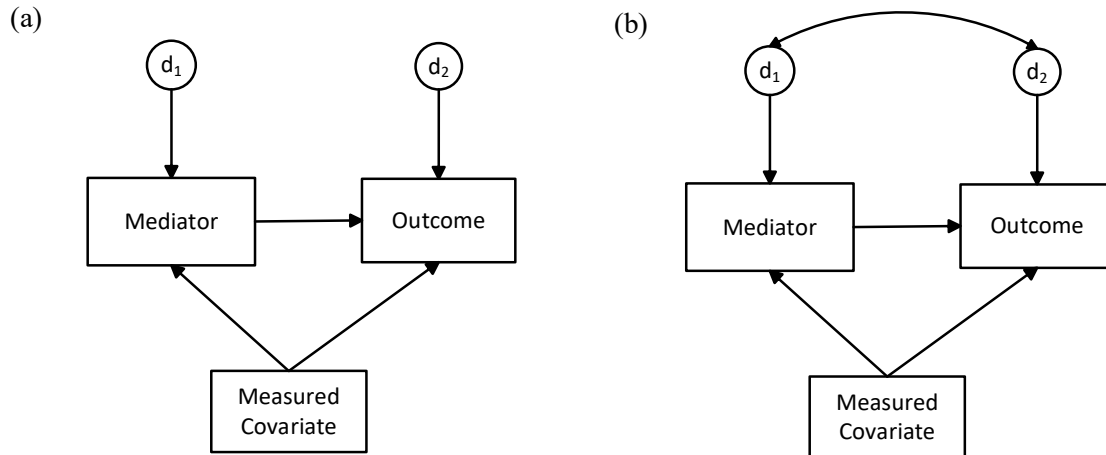 (a)
d₁
d₂
Mediator
Outcome
Measured
Covariate
(b)
d₁
d₂
Mediator
Outcome
Measured
Covariate